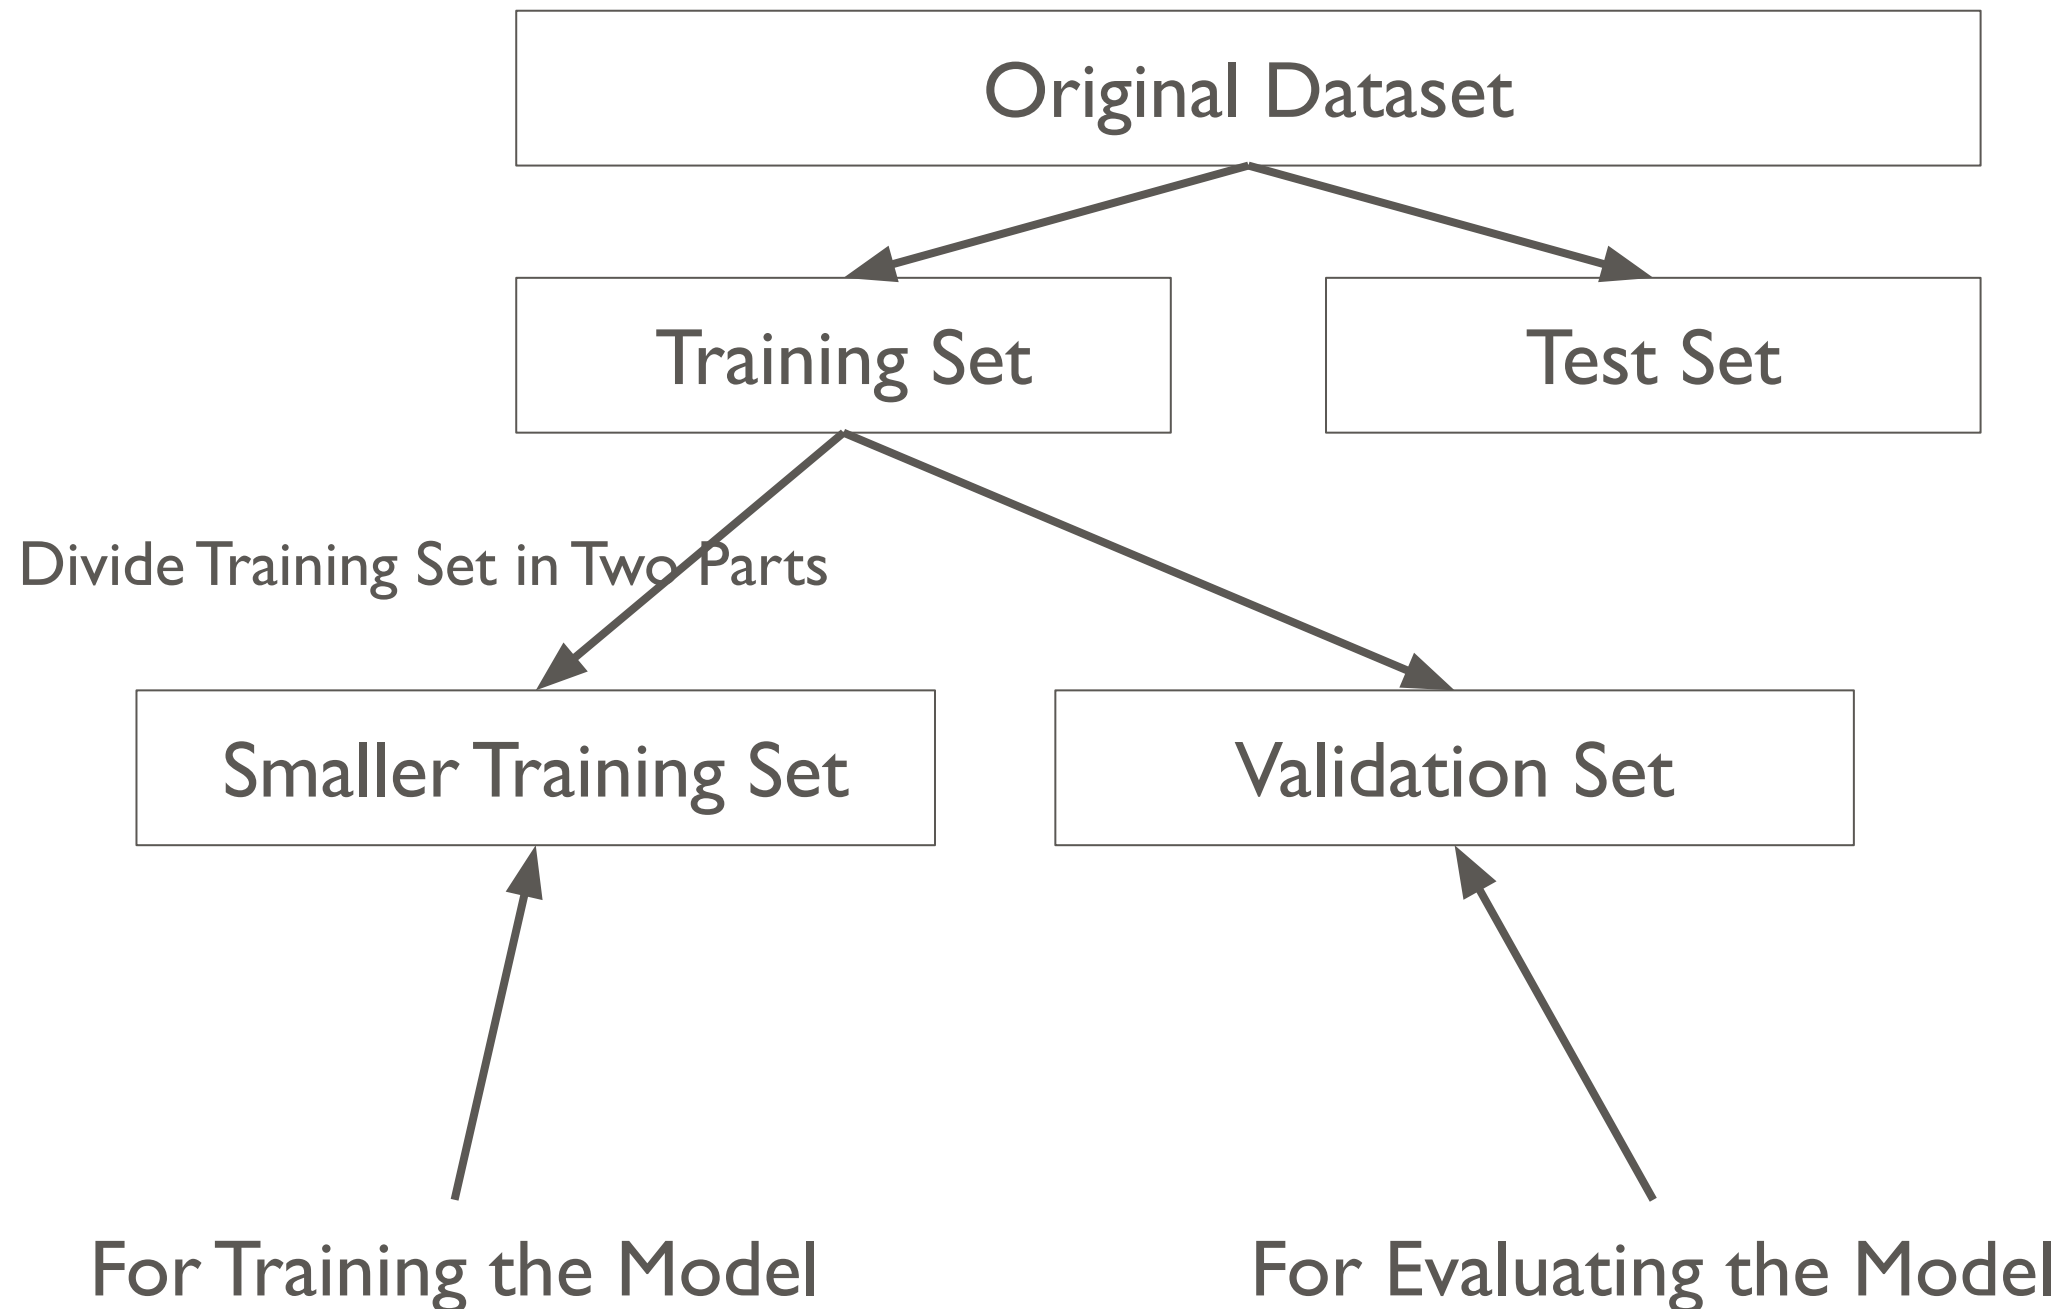 Original Dataset
Training Set
Test Set
Divide Training Set in Two Parts
Smaller Training Set
Validation Set
For Training the Model
For Evaluating the Model